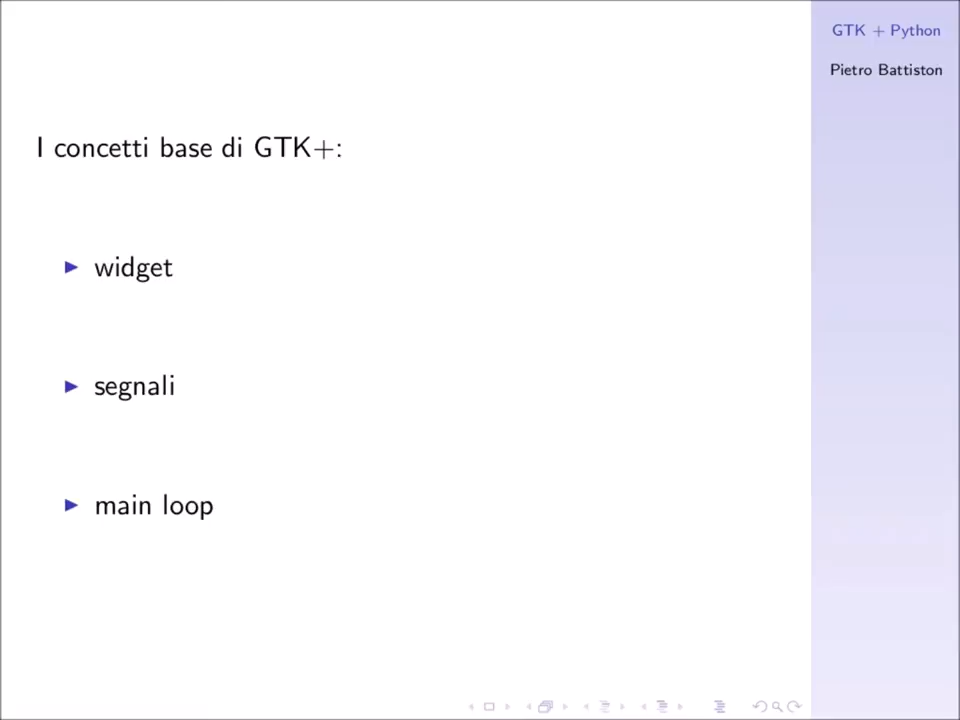 GTK + Python
Pietro Battiston
I concetti base di GTK+:
▶ widget
▶ segnali
▶ main loop